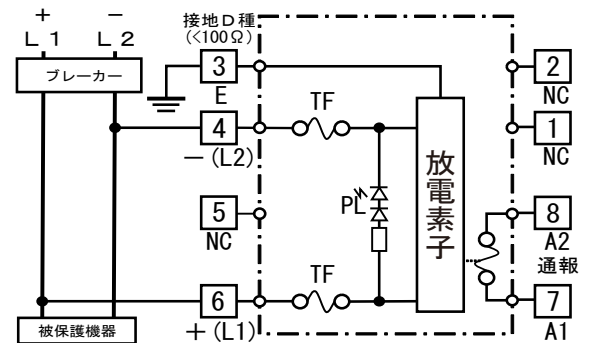 + −
L1 L2
ブレーカー
接地D種
(<100Ω)
3
E
TF
4
−(L2)
5
NC
PL
放電素子
TF
6
+(L1)
被保護機器
2
NC
1
NC
8
A2
通報
7
A1